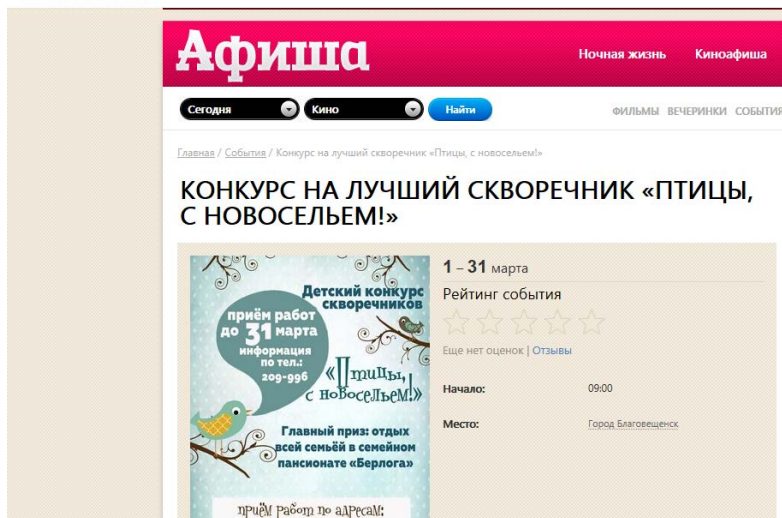 Афиша
Ночная жизнь Киноафиша
Сегодня Кино Найти
ФИЛЬМЫ ВЕЧЕРИНКИ СОБЫТИЯ
Главная / События / Конкурс на лучший скворечник «Птицы, с новосельем!»
КОНКУРС НА ЛУЧШИЙ СКВОРЕЧНИК «ПТИЦЫ,
С НОВОСЕЛЬЕМ!»
Детский конкурс
скворечников
приём работ
до 31 марта
информация
по тел.:
209-996
«Птицы,
с новосельем!»
Главный приз: отдых
всей семьёй в семейном
пансионате «Берлога»
приём работ по адресам:
1 – 31 марта
Рейтинг события
Еще нет оценок | Отзывы
Начало: 09:00
Место: Город Благовещенск